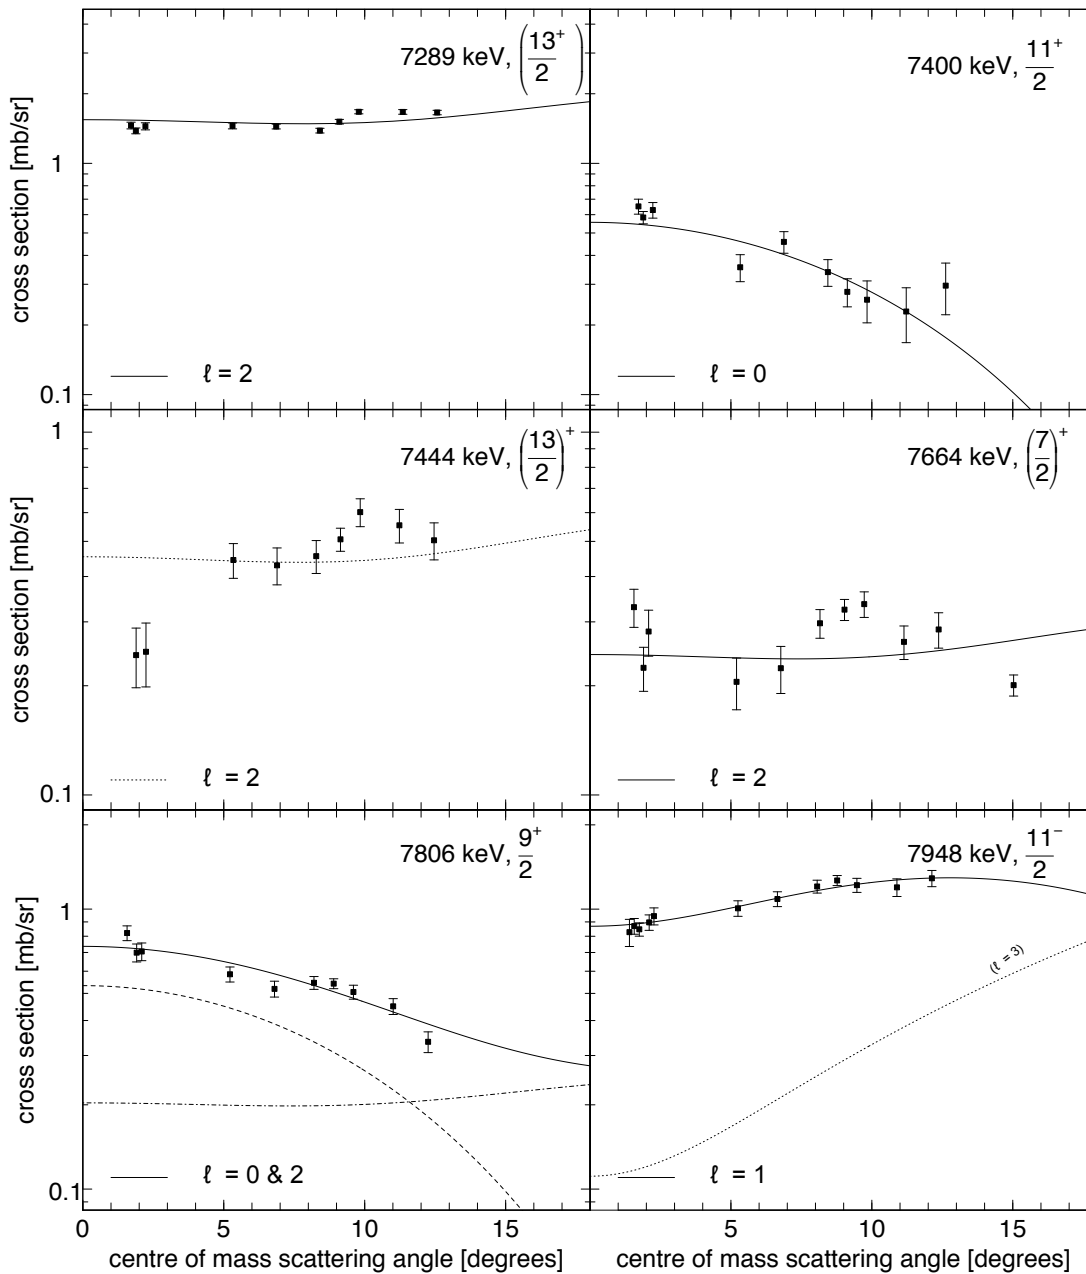 7289 keV, (13+/2)
7400 keV, 11+/2
cross section [mb/sr]
1
0.1
ℓ = 2
ℓ = 0
7444 keV, (13/2)+
7664 keV, (7/2)+
cross section [mb/sr]
1
0.1
ℓ = 2
ℓ = 2
7806 keV, 9+/2
7948 keV, 11−/2
cross section [mb/sr]
1
0.1
(ℓ = 3)
ℓ = 0 & 2
ℓ = 1
0 5 10 15
5 10 15
centre of mass scattering angle [degrees]
centre of mass scattering angle [degrees]